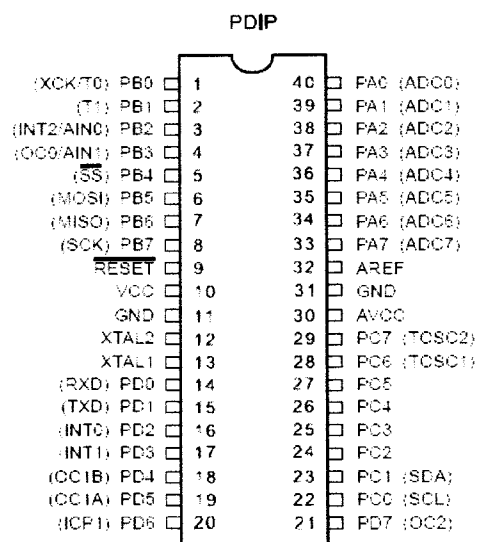 PDIP
(XCK/T0) PB0 1 40 PA0 (ADC0)
(T1) PB1 2 39 PA1 (ADC1)
(INT2/AIN0) PB2 3 38 PA2 (ADC2)
(OC0/AIN1) PB3 4 37 PA3 (ADC3)
(SS) PB4 5 36 PA4 (ADC4)
(MOSI) PB5 6 35 PA5 (ADC5)
(MISO) PB6 7 34 PA6 (ADC6)
(SCK) PB7 8 33 PA7 (ADC7)
RESET 9 32 AREF
VCC 10 31 GND
GND 11 30 AVCC
XTAL2 12 29 PC7 (TOSC2)
XTAL1 13 28 PC6 (TOSC1)
(RXD) PD0 14 27 PC5
(TXD) PD1 15 26 PC4
(INT0) PD2 16 25 PC3
(INT1) PD3 17 24 PC2
(OC1B) PD4 18 23 PC1 (SDA)
(OC1A) PD5 19 22 PC0 (SCL)
(ICP1) PD6 20 21 PD7 (OC2)